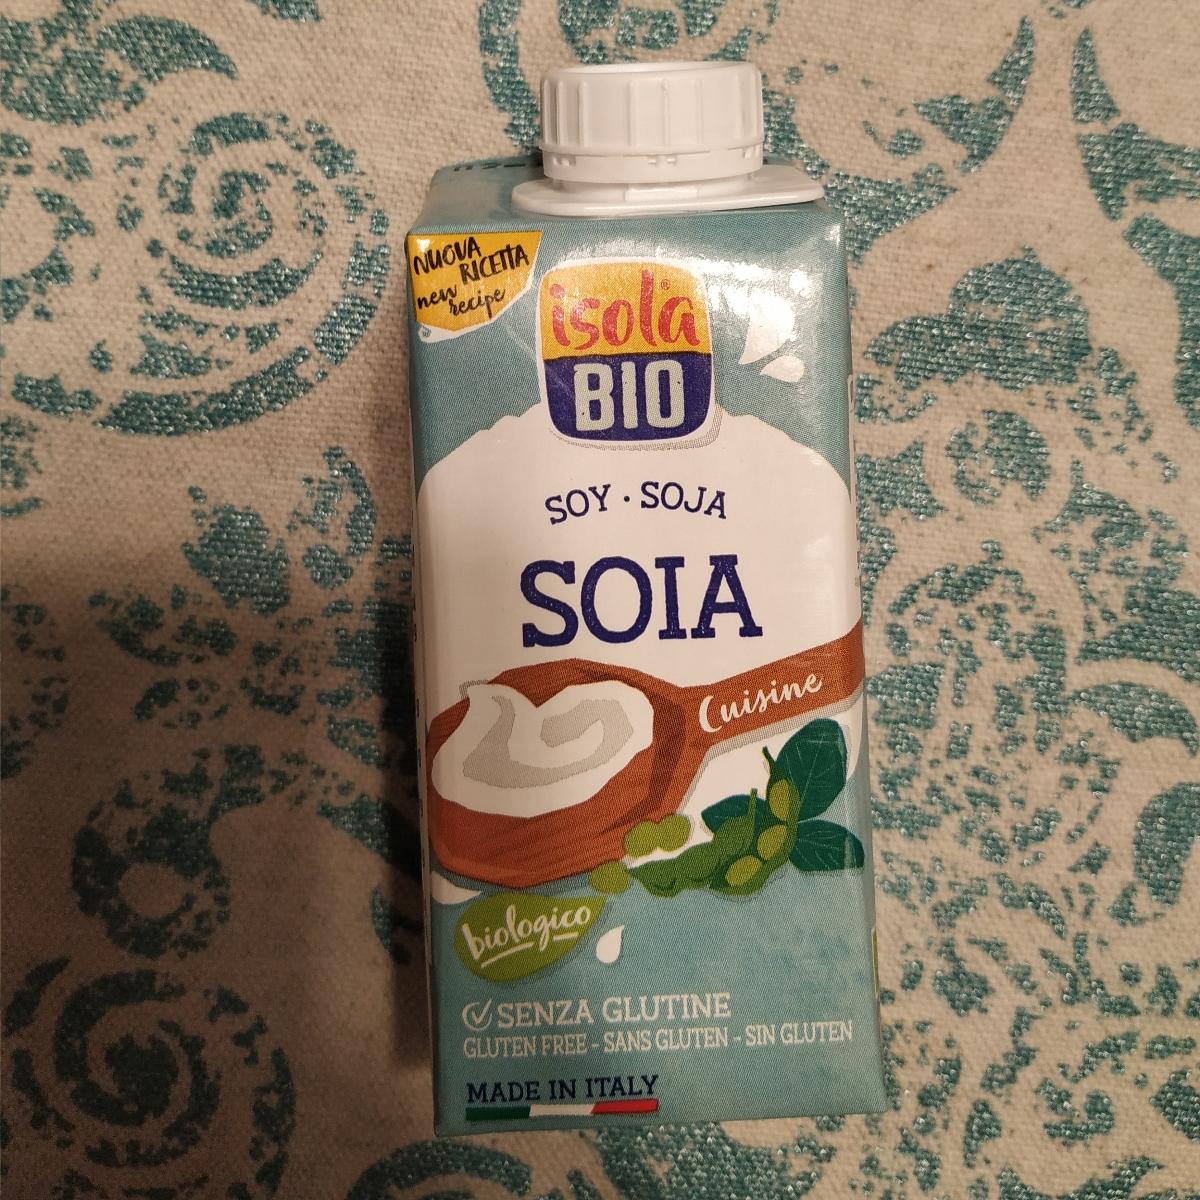 NUOVA
RICETTA
new
recipe
isola®
BIO
SOY · SOJA
SOIA
Cuisine
biologico
SENZA GLUTINE
GLUTEN FREE - SANS GLUTEN - SIN GLUTEN
MADE IN ITALY